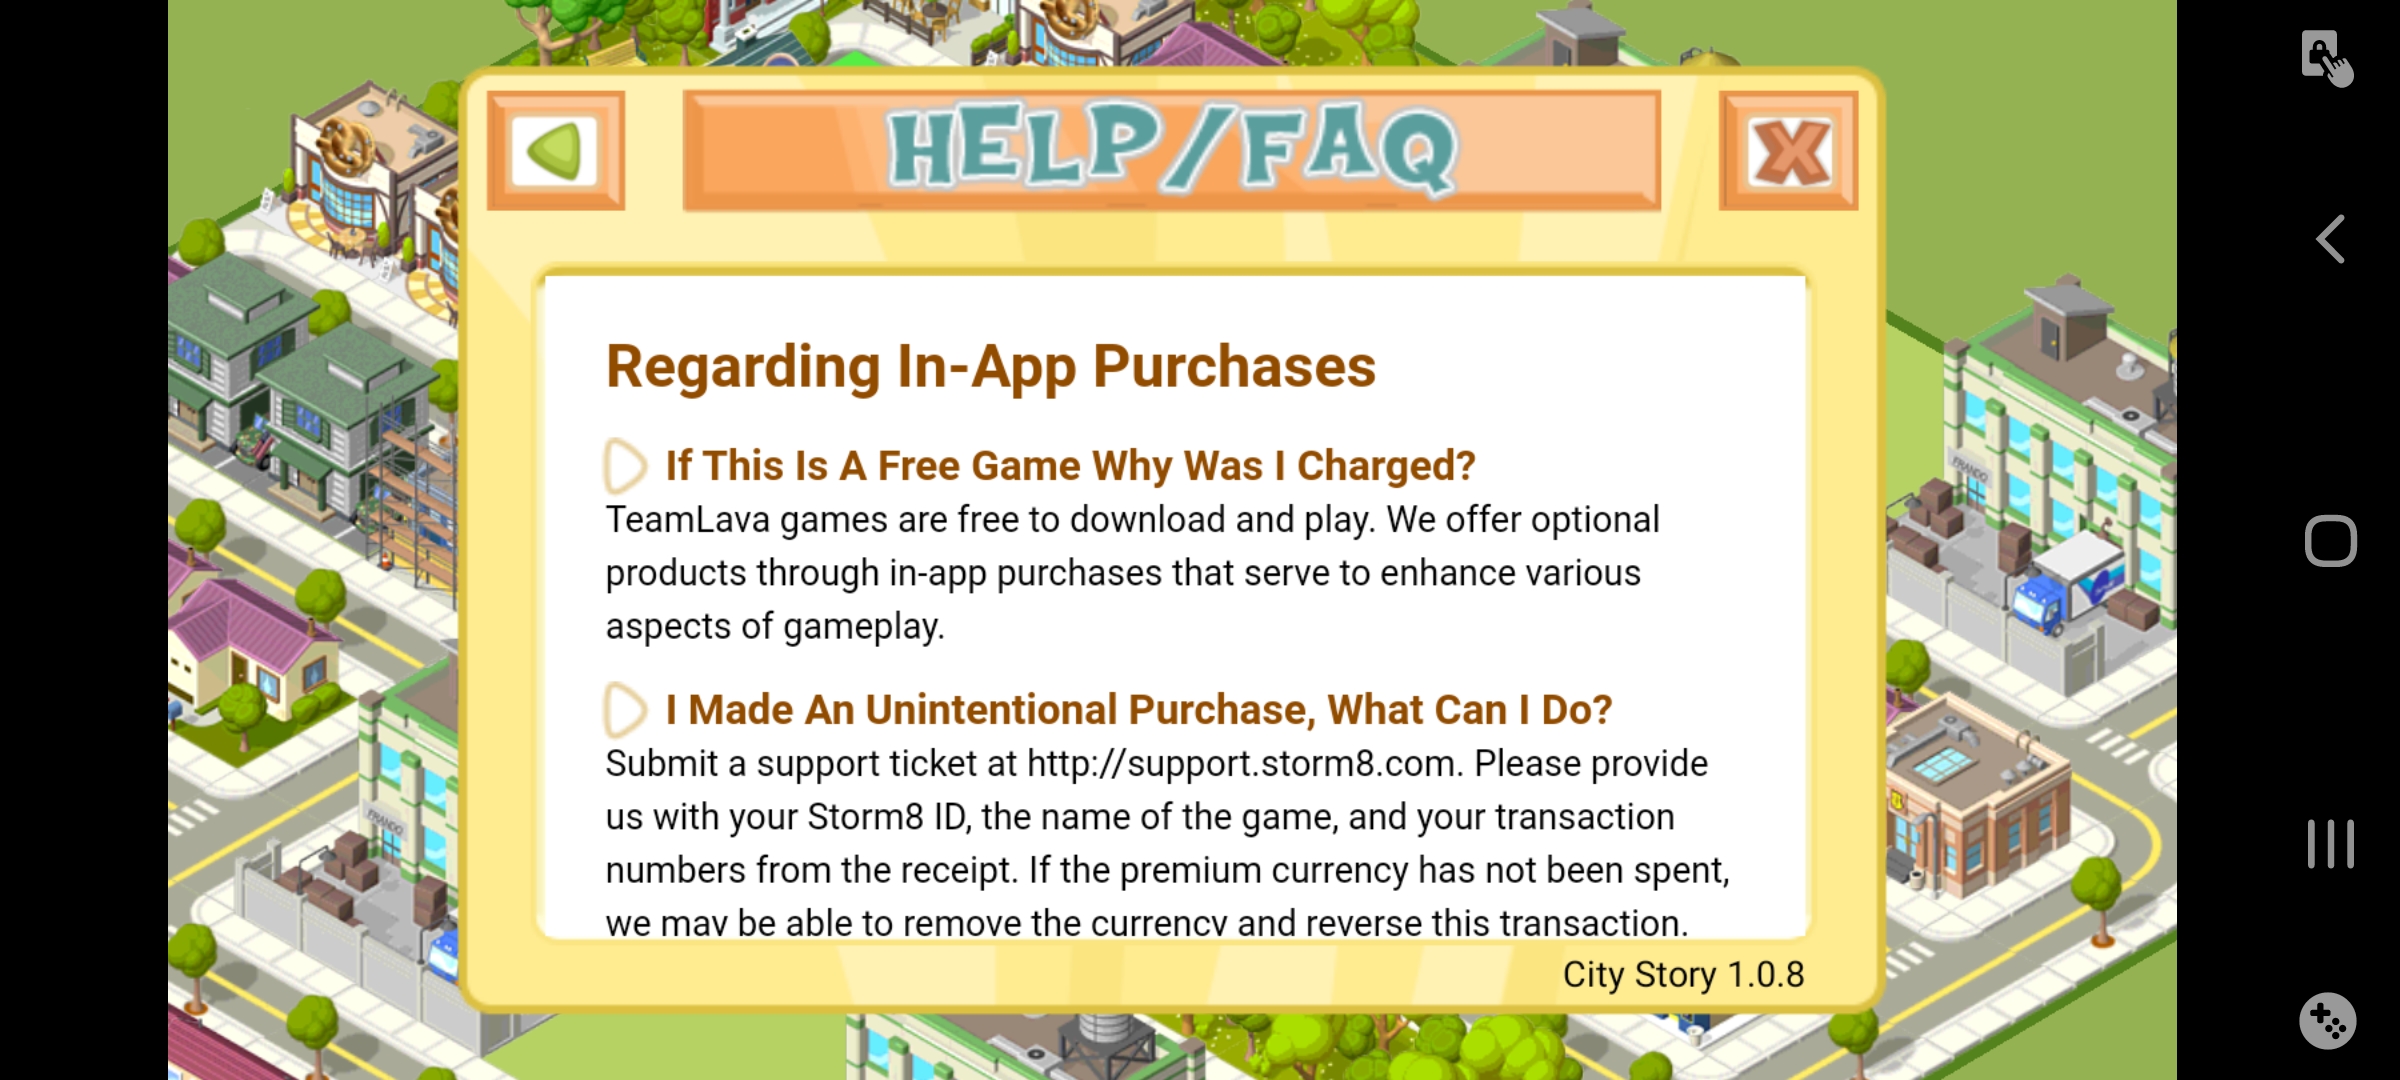 HELP/FAQ
Regarding In-App Purchases
If This Is A Free Game Why Was I Charged?
TeamLava games are free to download and play. We offer optional
products through in-app purchases that serve to enhance various
aspects of gameplay.
I Made An Unintentional Purchase, What Can I Do?
Submit a support ticket at http://support.storm8.com. Please provide
us with your Storm8 ID, the name of the game, and your transaction
numbers from the receipt. If the premium currency has not been spent,
we may be able to remove the currency and reverse this transaction.
City Story 1.0.8